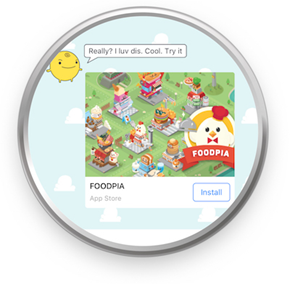 Really? I luv dis. Cool. Try it
FOODPIA
FOODPIA
App Store
Install